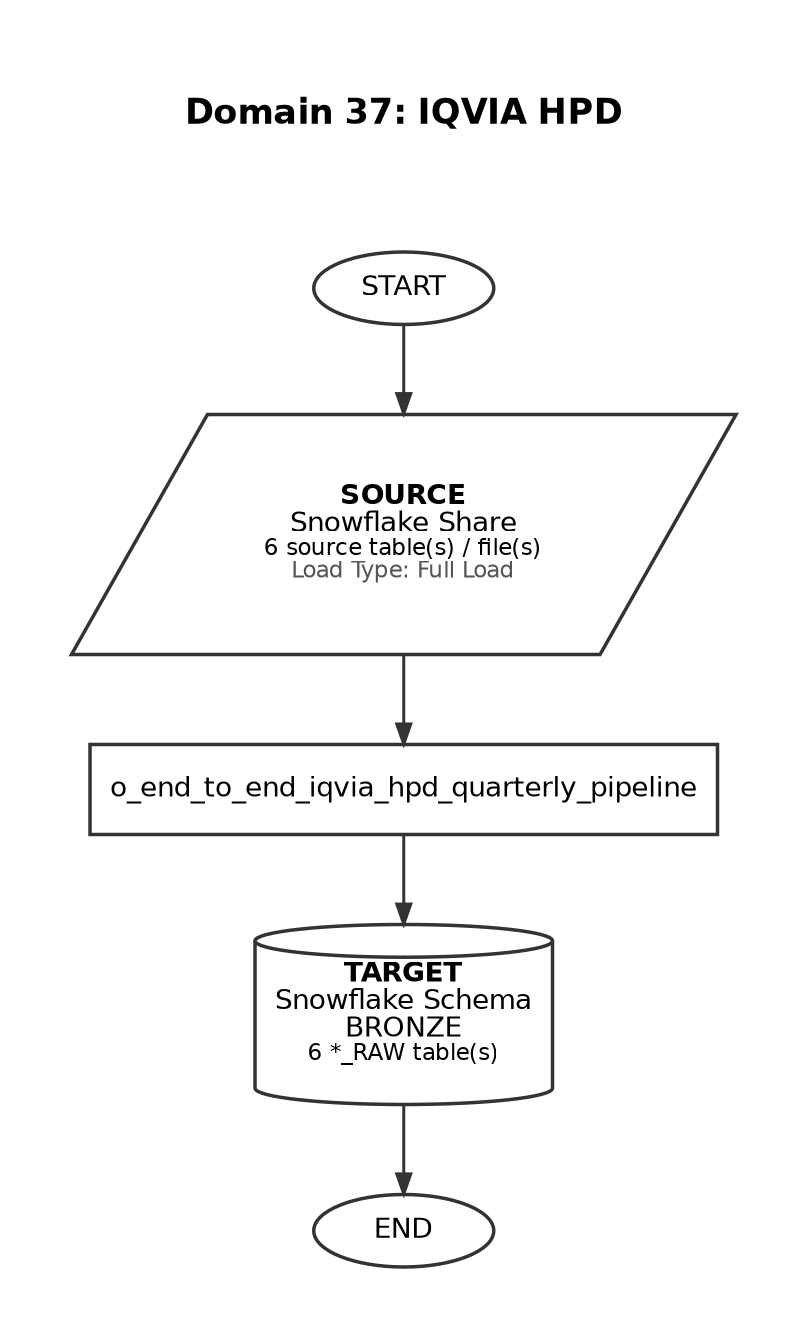 Domain 37: IQVIA HPD
START
SOURCE
Snowflake Share
6 source table(s) / file(s)
Load Type: Full Load
o_end_to_end_iqvia_hpd_quarterly_pipeline
TARGET
Snowflake Schema
BRONZE
6 *_RAW table(s)
END